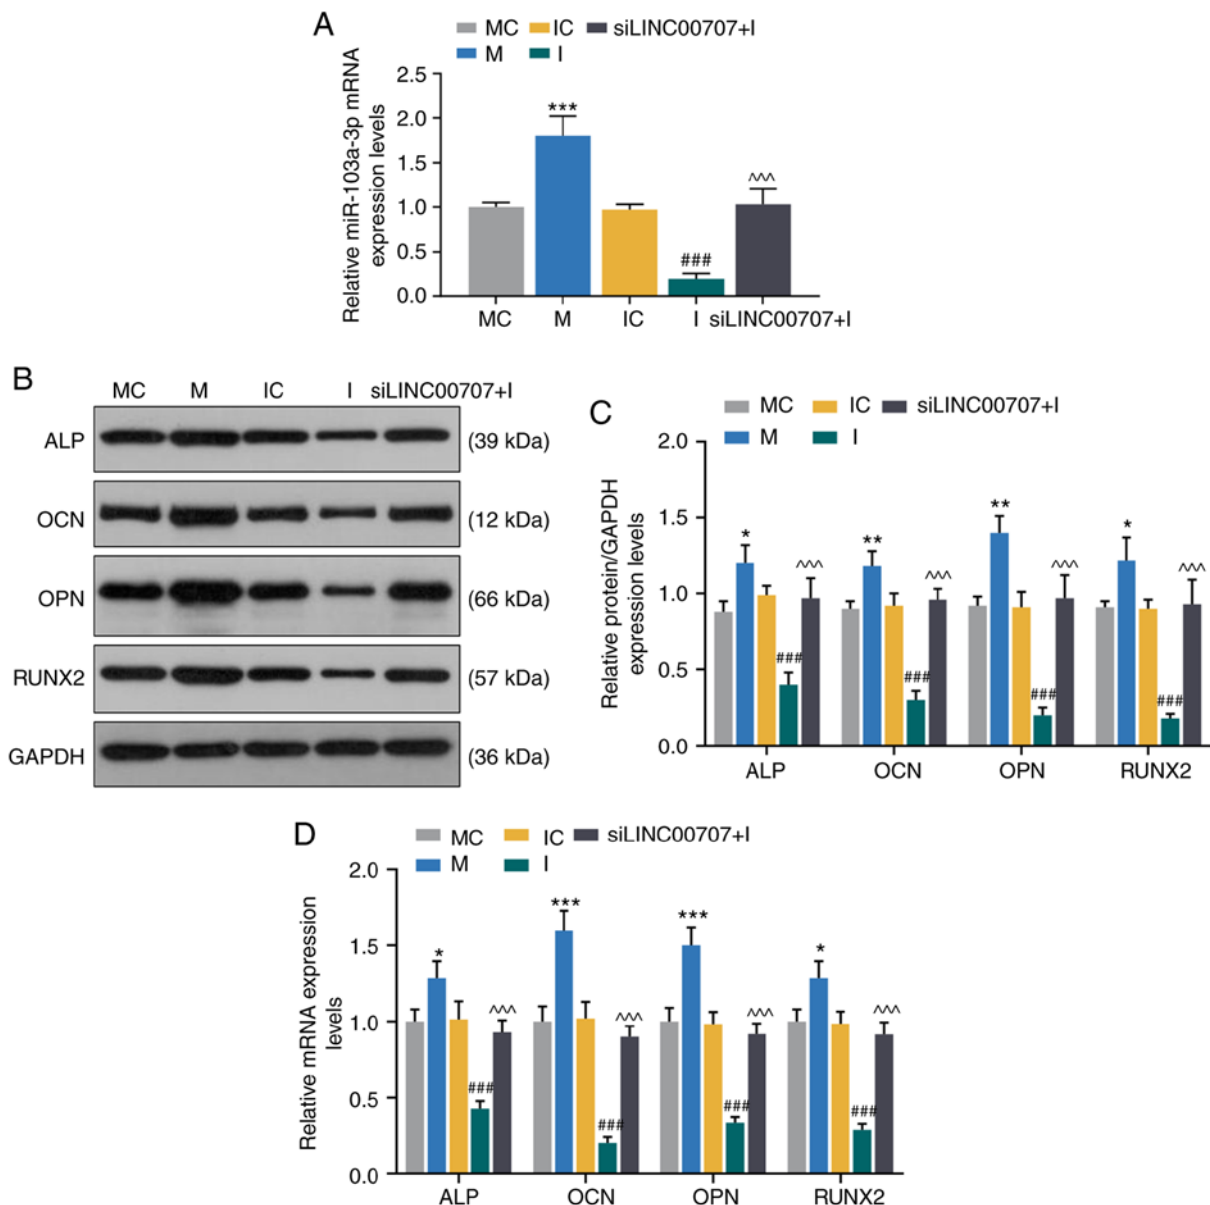 A
MC IC siLINC00707+I
M I
Relative miR-103a-3p mRNA
expression levels
2.5
2.0
1.5
1.0
0.5
0.0
***
###
^^^
MC M IC I siLINC00707+I
B
MC M IC I siLINC00707+I
ALP (39 kDa)
OCN (12 kDa)
OPN (66 kDa)
RUNX2 (57 kDa)
GAPDH (36 kDa)
C
MC IC siLINC00707+I
M I
Relative protein/GAPDH
expression levels
2.0
1.5
1.0
0.5
0.0
* ### ^^^
** ### ^^^
** ### ^^^
* ### ^^^
ALP OCN OPN RUNX2
D
MC IC siLINC00707+I
M I
Relative mRNA expression
levels
2.0
1.5
1.0
0.5
0.0
* ### ^^^
*** ### ^^^
*** ### ^^^
* ### ^^^
ALP OCN OPN RUNX2